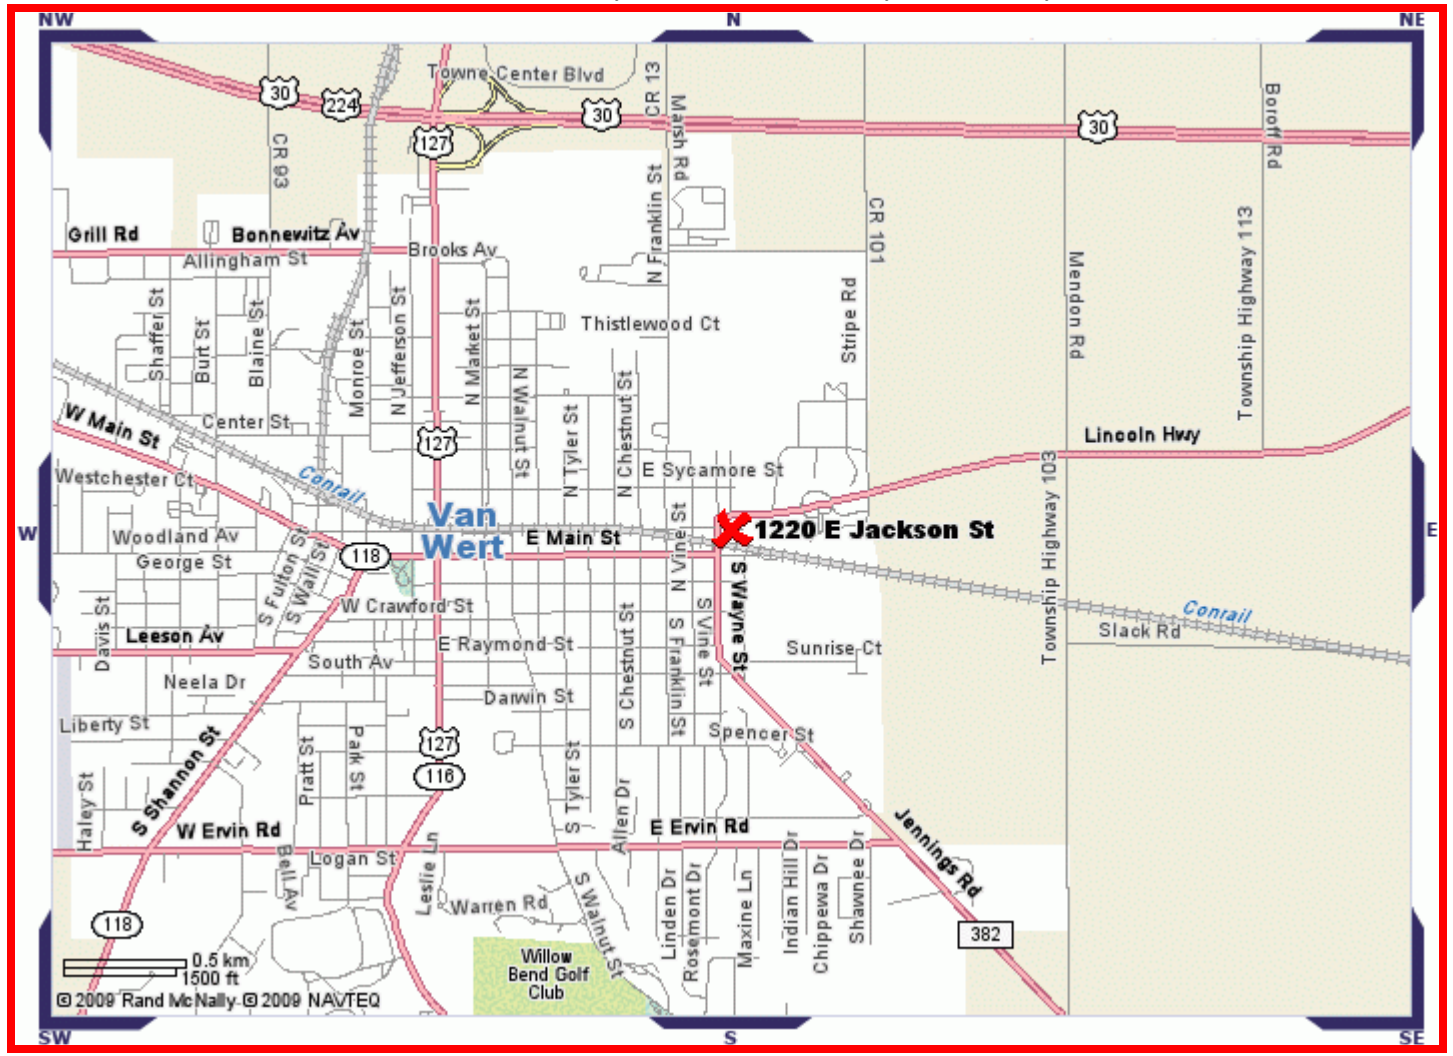 NW
N
NE
Towne Center Blvd
CR 13
30
224
30
30
127
Marsh Rd
Boroff Rd
CR 93
N Franklin St
CR 101
Township Highway 113
Grill Rd
Bonnewitz Av
Allingham St
Brooks Av
Mendon Rd
Stripe Rd
Shaffer St
Burt St
Blaine St
Monroe St
N Jefferson St
N Market St
Thistlewood Ct
N Walnut St
N Tyler St
N Chestnut St
W Main St
Center St
127
Lincoln Hwy
E Sycamore St
Westchester Ct
Conrail
Township Highway 103
Van
Wert
W
Woodland Av
E Main St
N Vine St
1220 E Jackson St
E
George St
118
S Fulton St
S Wall St
S Wayne St
W Crawford St
Davis St
Leeson Av
E Raymond St
S Chestnut St
S Franklin St
S Vine St
Sunrise Ct
Conrail
Slack Rd
South Av
Neela Dr
Darwin St
Liberty St
S Shannon St
Pratt St
Park St
127
116
Spencer St
Haley St
S Tyler St
Allen Dr
W Ervin Rd
E Ervin Rd
Jennings Rd
Logan St
Bell Av
Leslie Ln
Warren Rd
S Walnut St
Linden Dr
Rosemont Dr
Maxine Ln
Indian Hill Dr
Chippewa Dr
Shawnee Dr
118
382
Willow
Bend Golf
Club
0.5 km
1500 ft
© 2009 Rand McNally © 2009 NAVTEQ
SW
S
SE